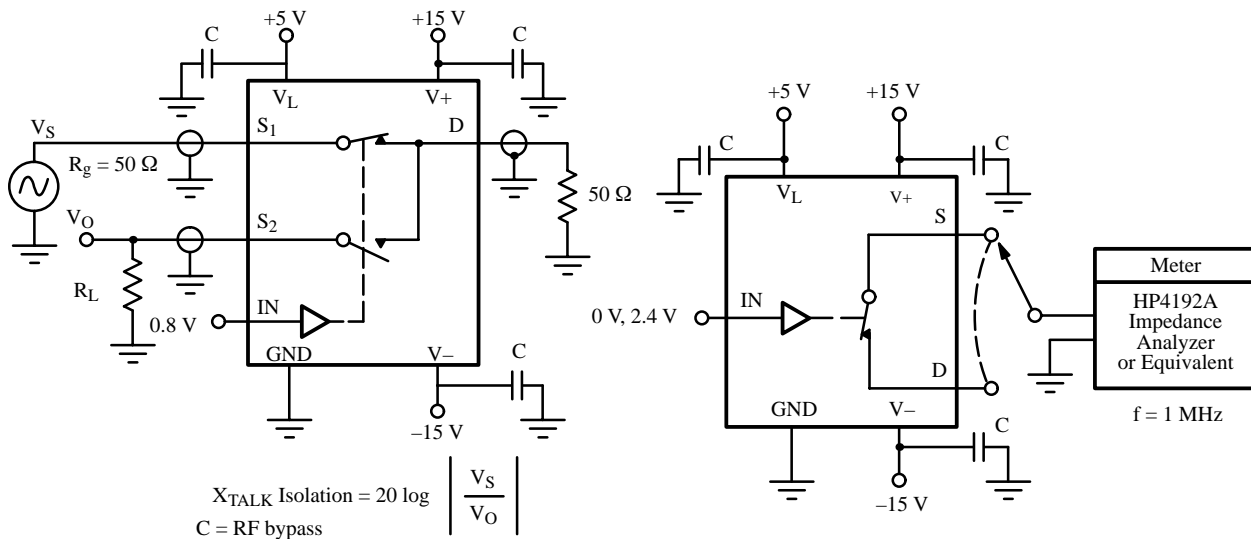 +5 V
+15 V
C
C
V_L
V+
V_S
S_1
D
R_g = 50 Ω
50 Ω
V_O
S_2
R_L
IN
0.8 V
GND
V–
C
–15 V
X_TALK Isolation = 20 log | V_S / V_O |
C = RF bypass
+5 V
+15 V
C
C
V_L
V+
S
Meter
IN
0 V, 2.4 V
HP4192A
Impedance
Analyzer
or Equivalent
D
GND
V–
f = 1 MHz
C
–15 V